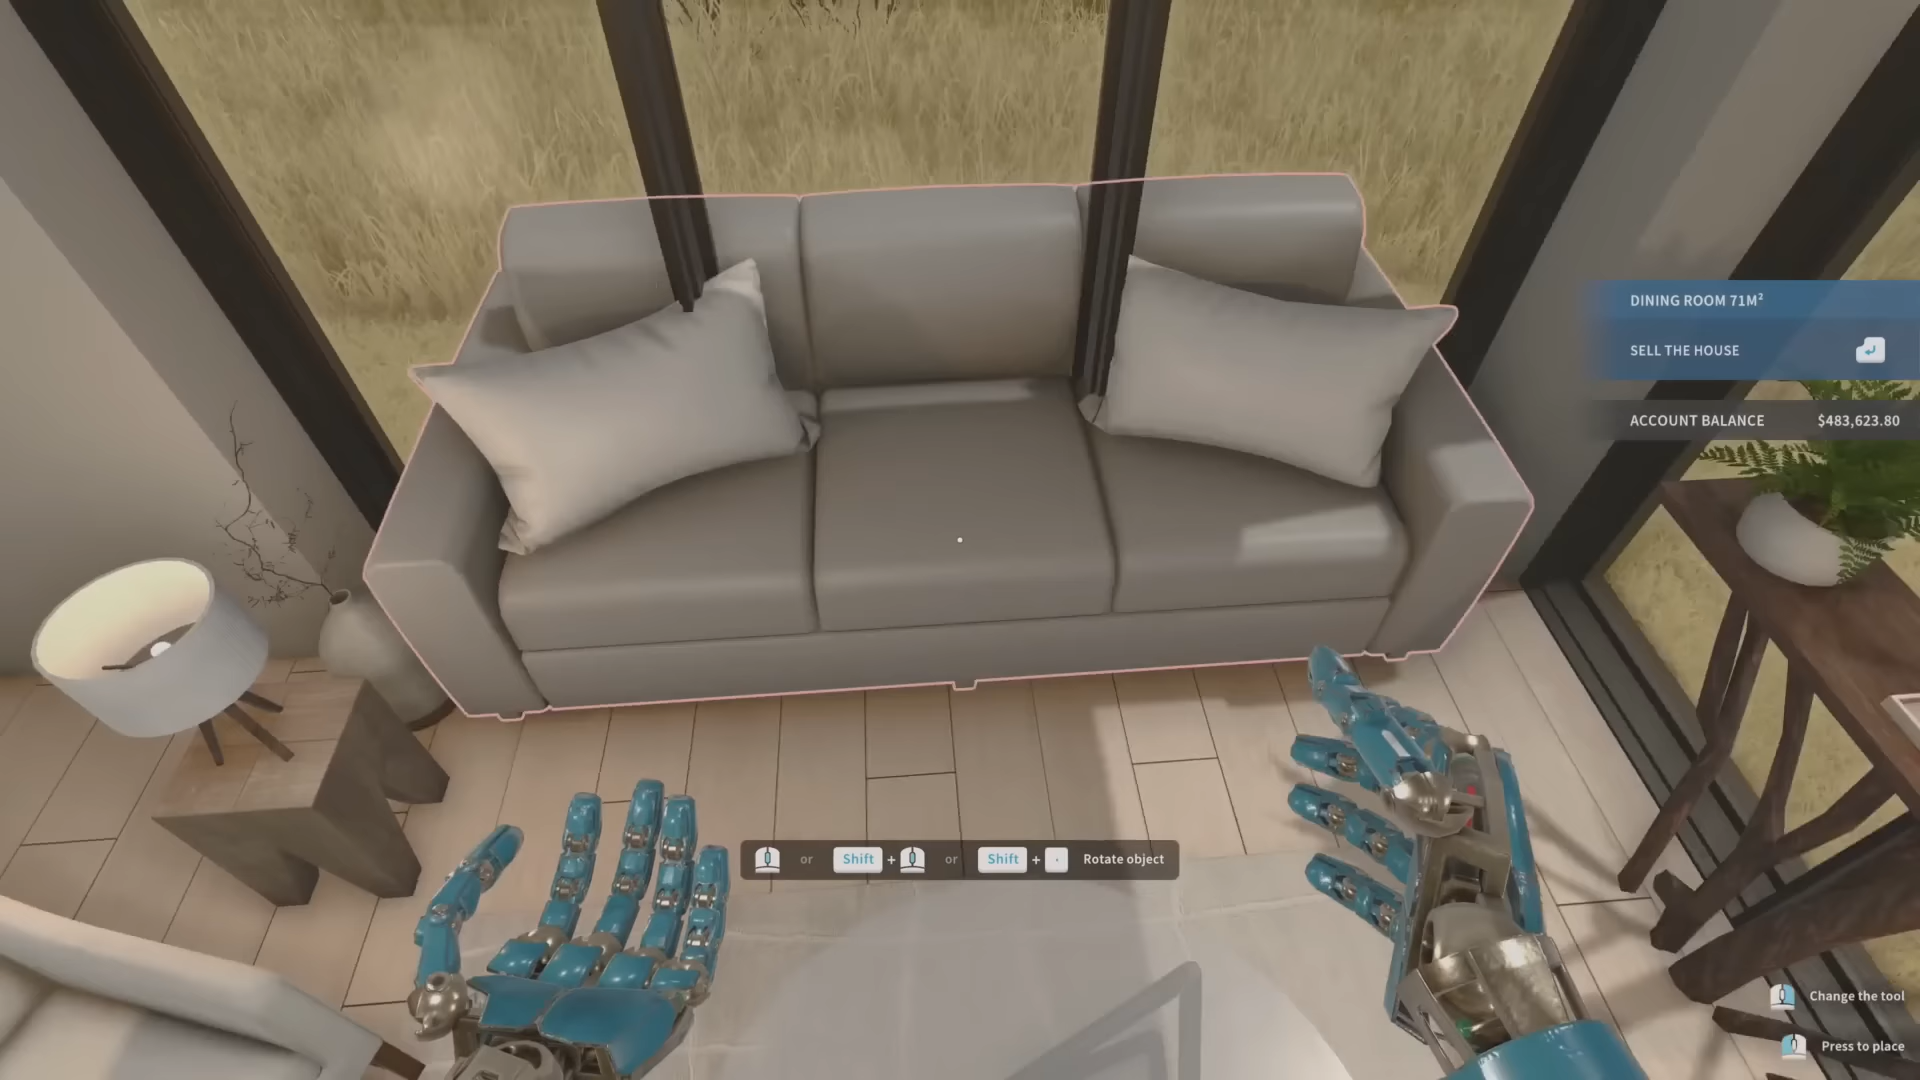 DINING ROOM 71M²
SELL THE HOUSE
ACCOUNT BALANCE $483,623.80
or Shift + or Shift + . Rotate object
Change the tool
Press to place